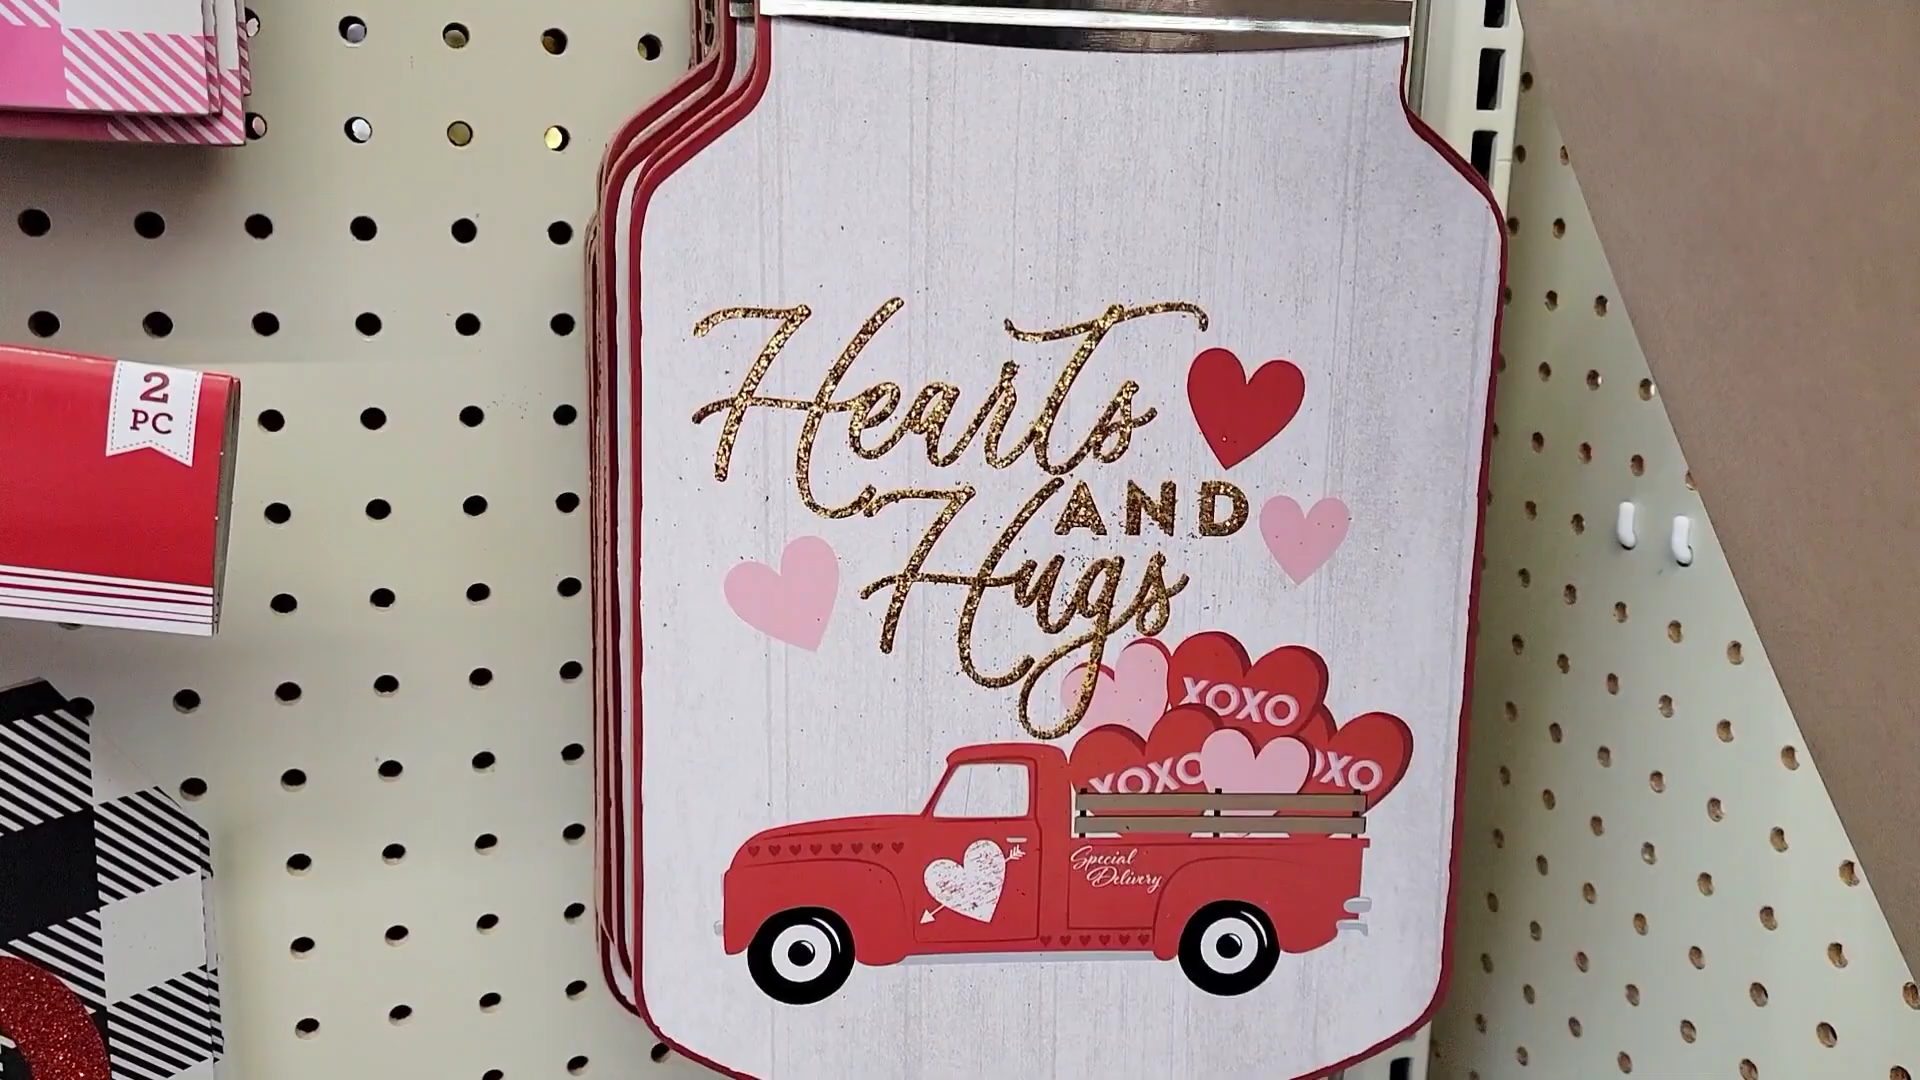 2
PC
Hearts
AND
Hugs
XOXO
XOXO
OXO
Special
Delivery